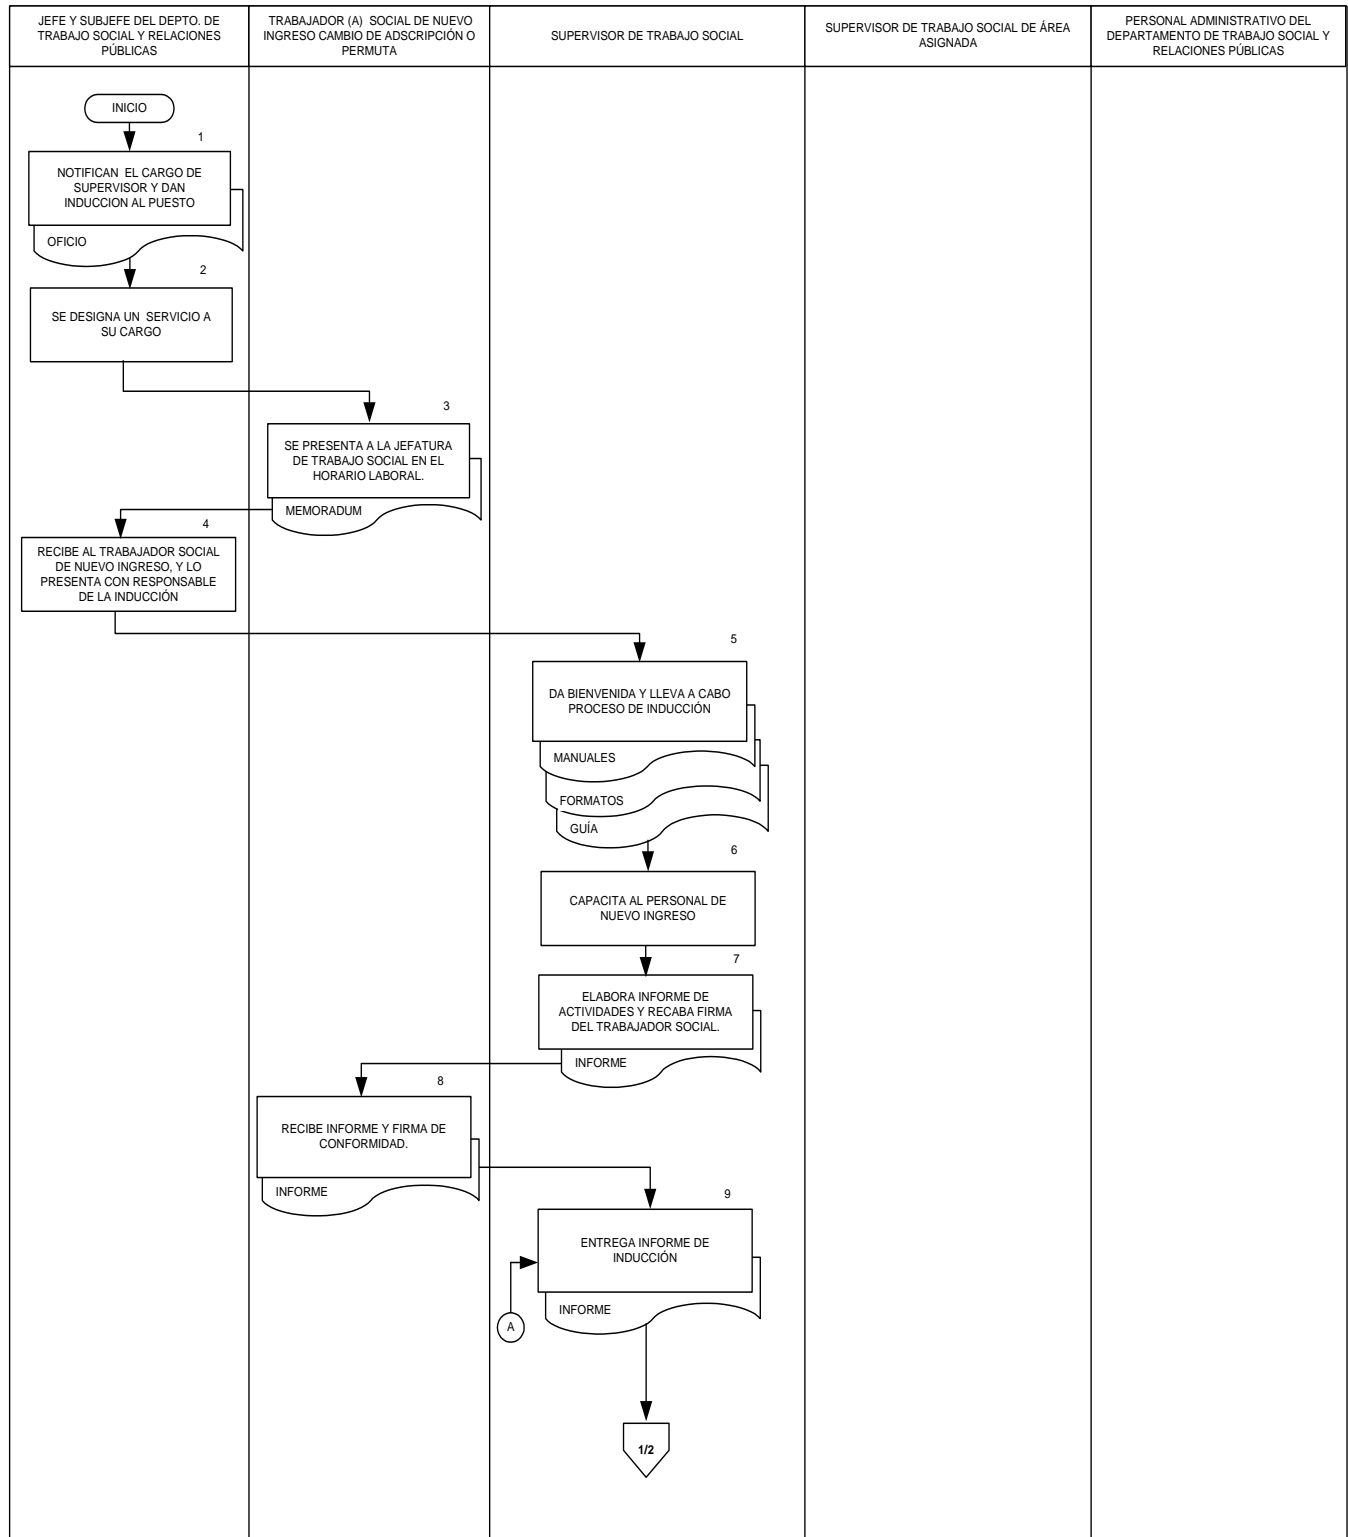 JEFE Y SUBJEFE DEL DEPTO. DE
TRABAJO SOCIAL Y RELACIONES
PÚBLICAS
TRABAJADOR (A) SOCIAL DE NUEVO
INGRESO CAMBIO DE ADSCRIPCIÓN O
PERMUTA
SUPERVISOR DE TRABAJO SOCIAL
SUPERVISOR DE TRABAJO SOCIAL DE ÁREA
ASIGNADA
PERSONAL ADMINISTRATIVO DEL
DEPARTAMENTO DE TRABAJO SOCIAL Y
RELACIONES PÚBLICAS
INICIO
1
NOTIFICAN EL CARGO DE
SUPERVISOR Y DAN
INDUCCION AL PUESTO
OFICIO
2
SE DESIGNA UN SERVICIO A
SU CARGO
3
SE PRESENTA A LA JEFATURA
DE TRABAJO SOCIAL EN EL
HORARIO LABORAL.
MEMORADUM
4
RECIBE AL TRABAJADOR SOCIAL
DE NUEVO INGRESO, Y LO
PRESENTA CON RESPONSABLE
DE LA INDUCCIÓN
5
DA BIENVENIDA Y LLEVA A CABO
PROCESO DE INDUCCIÓN
MANUALES
FORMATOS
GUÍA
6
CAPACITA AL PERSONAL DE
NUEVO INGRESO
7
ELABORA INFORME DE
ACTIVIDADES Y RECABA FIRMA
DEL TRABAJADOR SOCIAL.
INFORME
8
RECIBE INFORME Y FIRMA DE
CONFORMIDAD.
INFORME
9
ENTREGA INFORME DE
INDUCCIÓN
INFORME
A
1/2